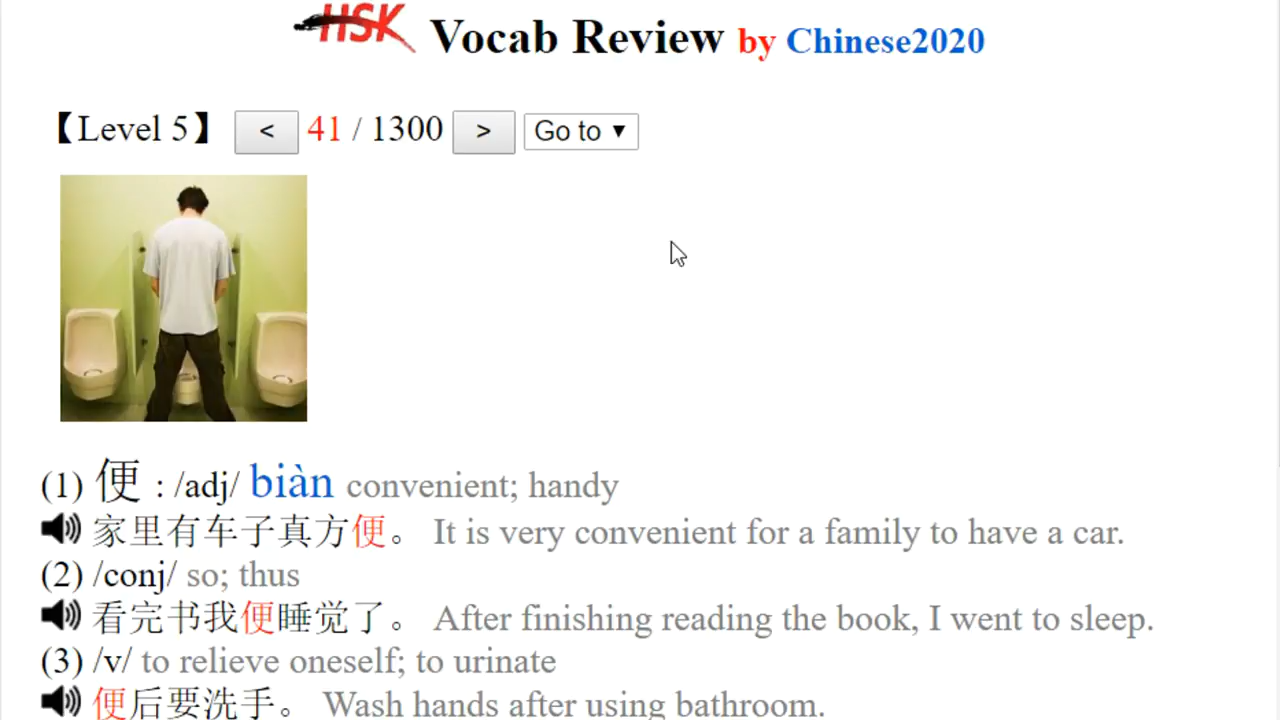 HSK Vocab Review by Chinese2020
【Level 5】 < 41 / 1300 > Go to ▼
(1) 便 : /adj/ biàn convenient; handy
家里有车子真方便。 It is very convenient for a family to have a car.
(2) /conj/ so; thus
看完书我便睡觉了。 After finishing reading the book, I went to sleep.
(3) /v/ to relieve oneself; to urinate
便后要洗手。 Wash hands after using bathroom.